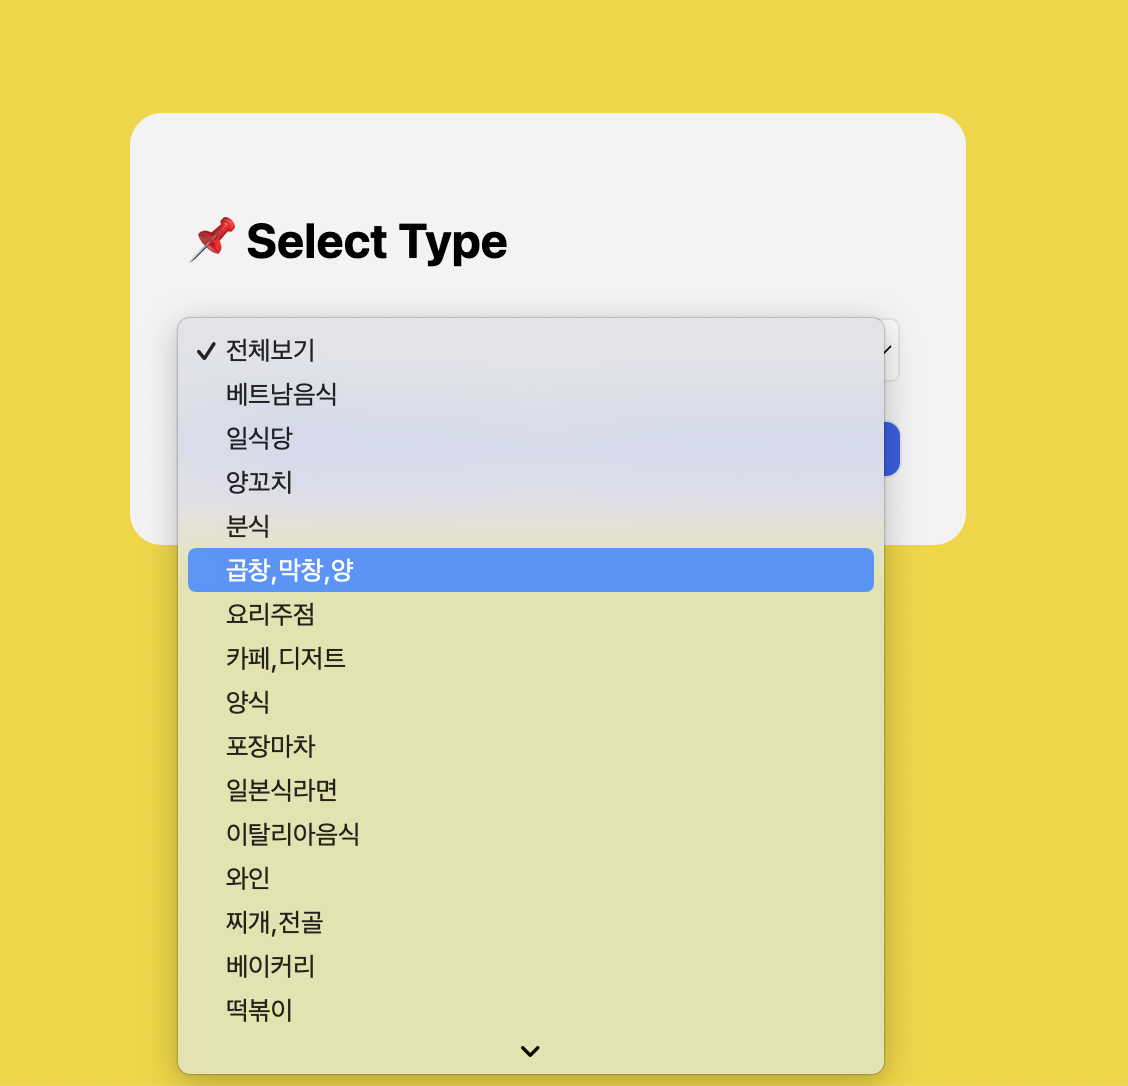 Select Type
전체보기
베트남음식
일식당
양꼬치
분식
곱창,막창,양
요리주점
카페,디저트
양식
포장마차
일본식라면
이탈리아음식
와인
찌개,전골
베이커리
떡볶이